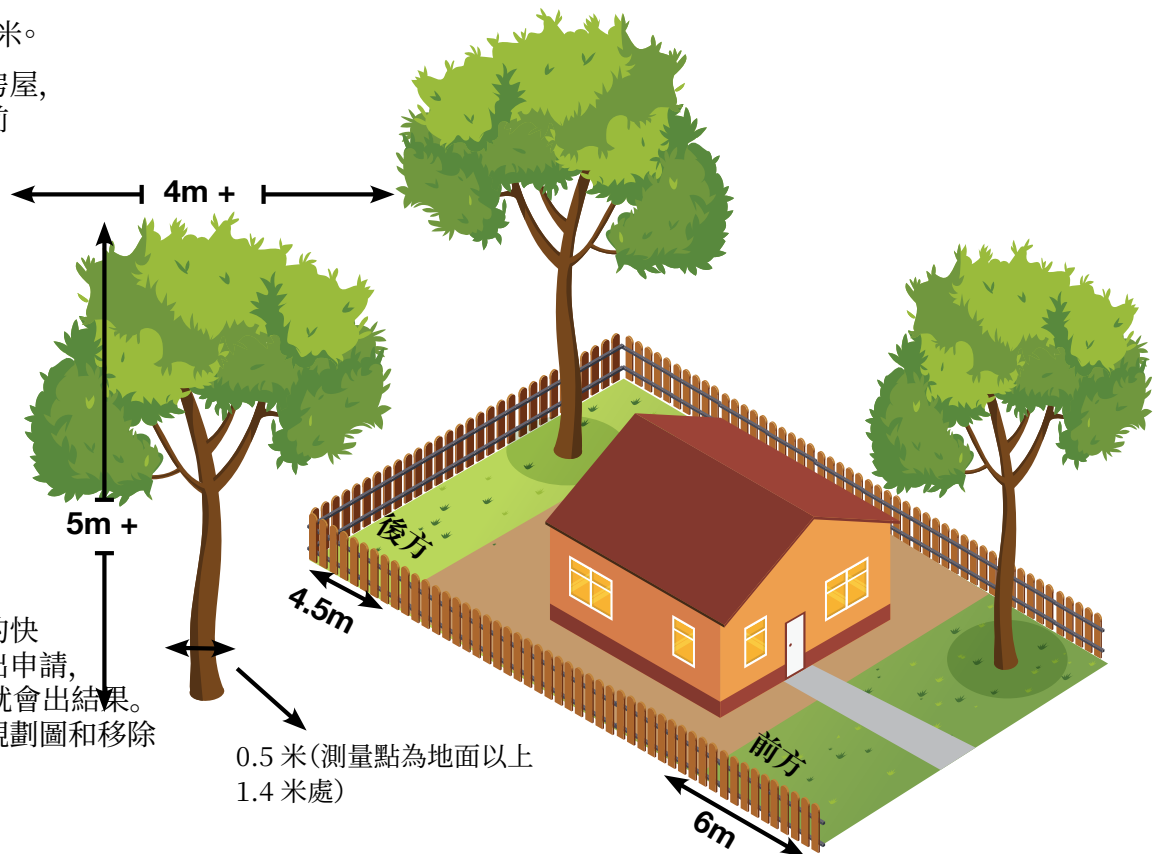 米。
房屋,
前
4m +
5m +
後方
4.5m
的快
出申請,
就會出結果。
規劃圖和移除
0.5 米(測量點為地面以上
1.4 米處)
前方
6m